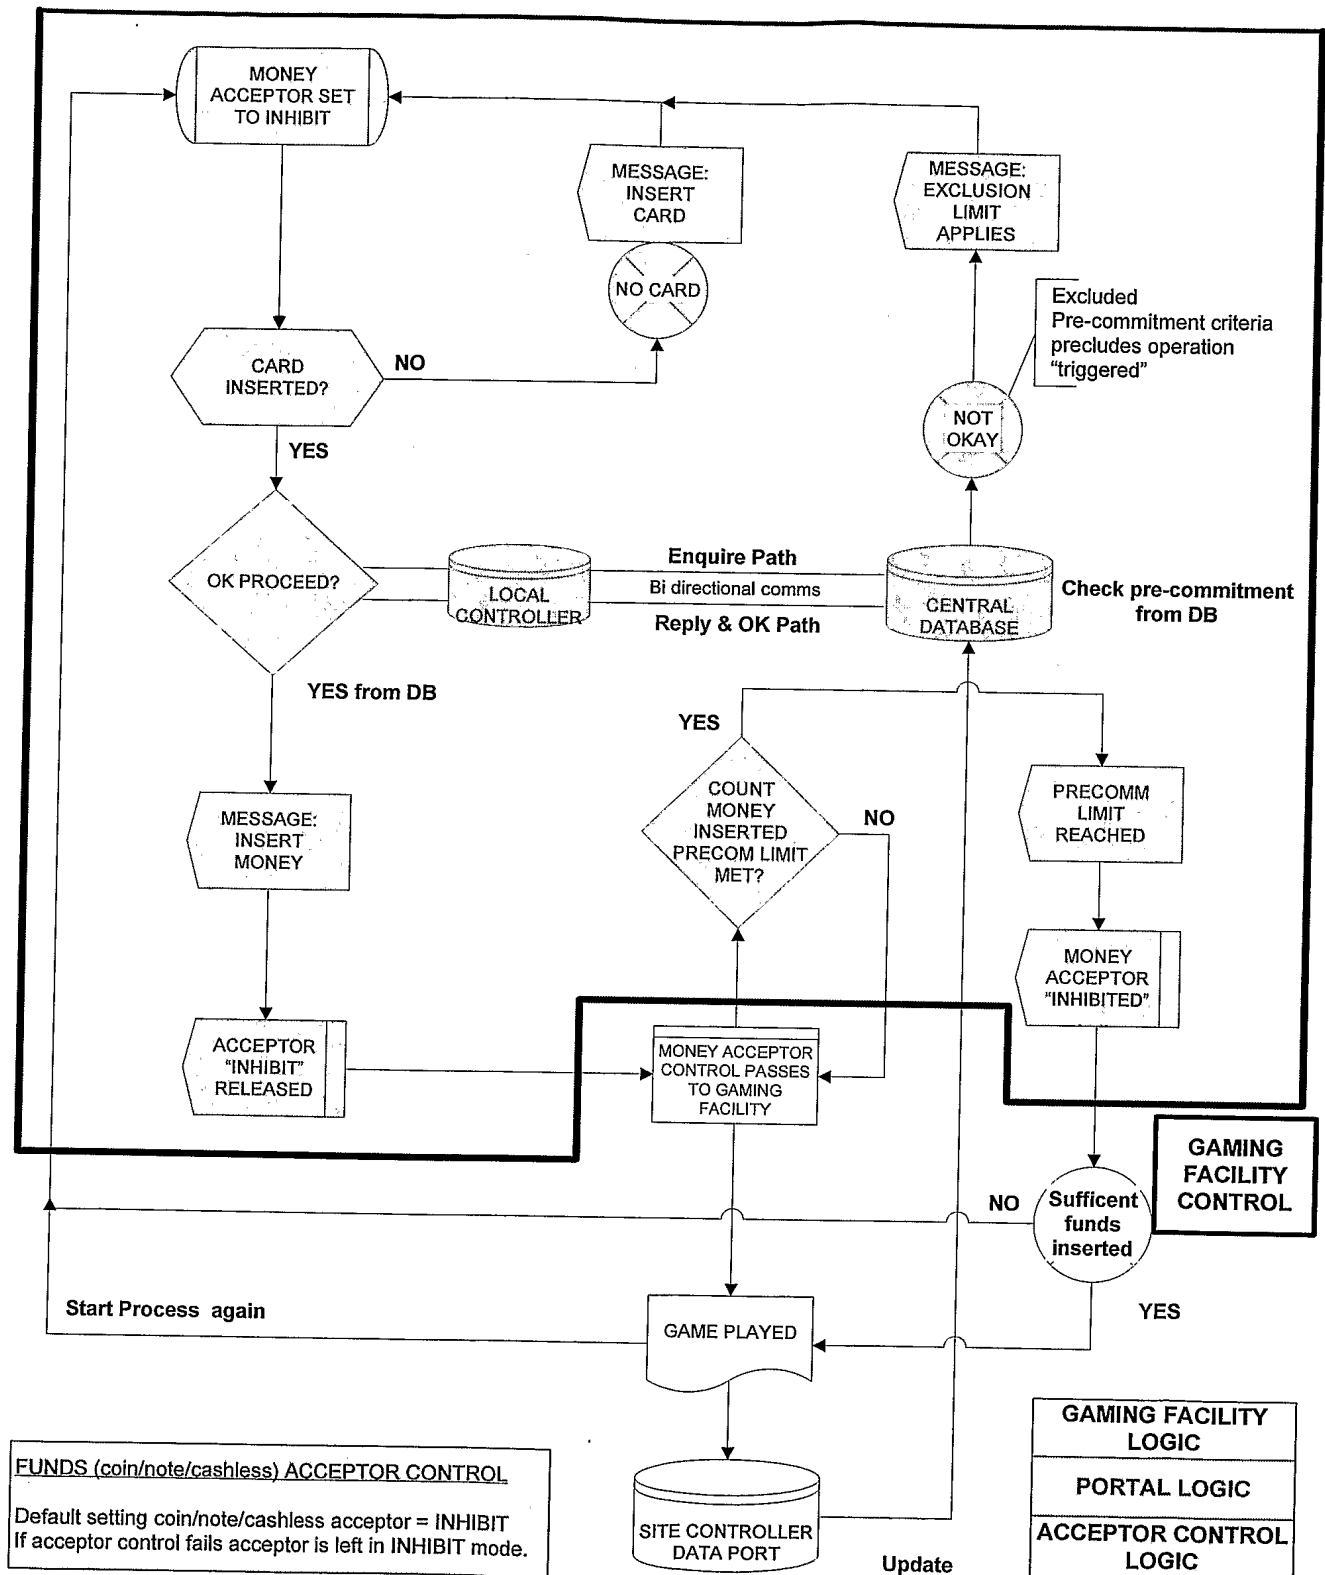 MONEY
ACCEPTOR SET
TO INHIBIT
MESSAGE:
INSERT
CARD
MESSAGE:
EXCLUSION
LIMIT
APPLIES
NO CARD
Excluded
Pre-commitment criteria
precludes operation
“triggered”
CARD
INSERTED?
NO
NOT
OKAY
YES
OK PROCEED?
LOCAL
CONTROLLER
Enquire Path
Bi directional comms
Reply & OK Path
CENTRAL
DATABASE
Check pre-commitment
from DB
YES from DB
YES
COUNT
MONEY
INSERTED
PRECOM LIMIT
MET?
NO
PRECOMM
LIMIT
REACHED
MESSAGE:
INSERT
MONEY
MONEY
ACCEPTOR
“INHIBITED”
ACCEPTOR
“INHIBIT”
RELEASED
MONEY ACCEPTOR
CONTROL PASSES
TO GAMING
FACILITY
GAMING
FACILITY
CONTROL
NO
Sufficent
funds
inserted
YES
Start Process again
GAME PLAYED
FUNDS (coin/note/cashless) ACCEPTOR CONTROL
Default setting coin/note/cashless acceptor = INHIBIT
If acceptor control fails acceptor is left in INHIBIT mode.
SITE CONTROLLER
DATA PORT
Update
GAMING FACILITY
LOGIC
PORTAL LOGIC
ACCEPTOR CONTROL
LOGIC